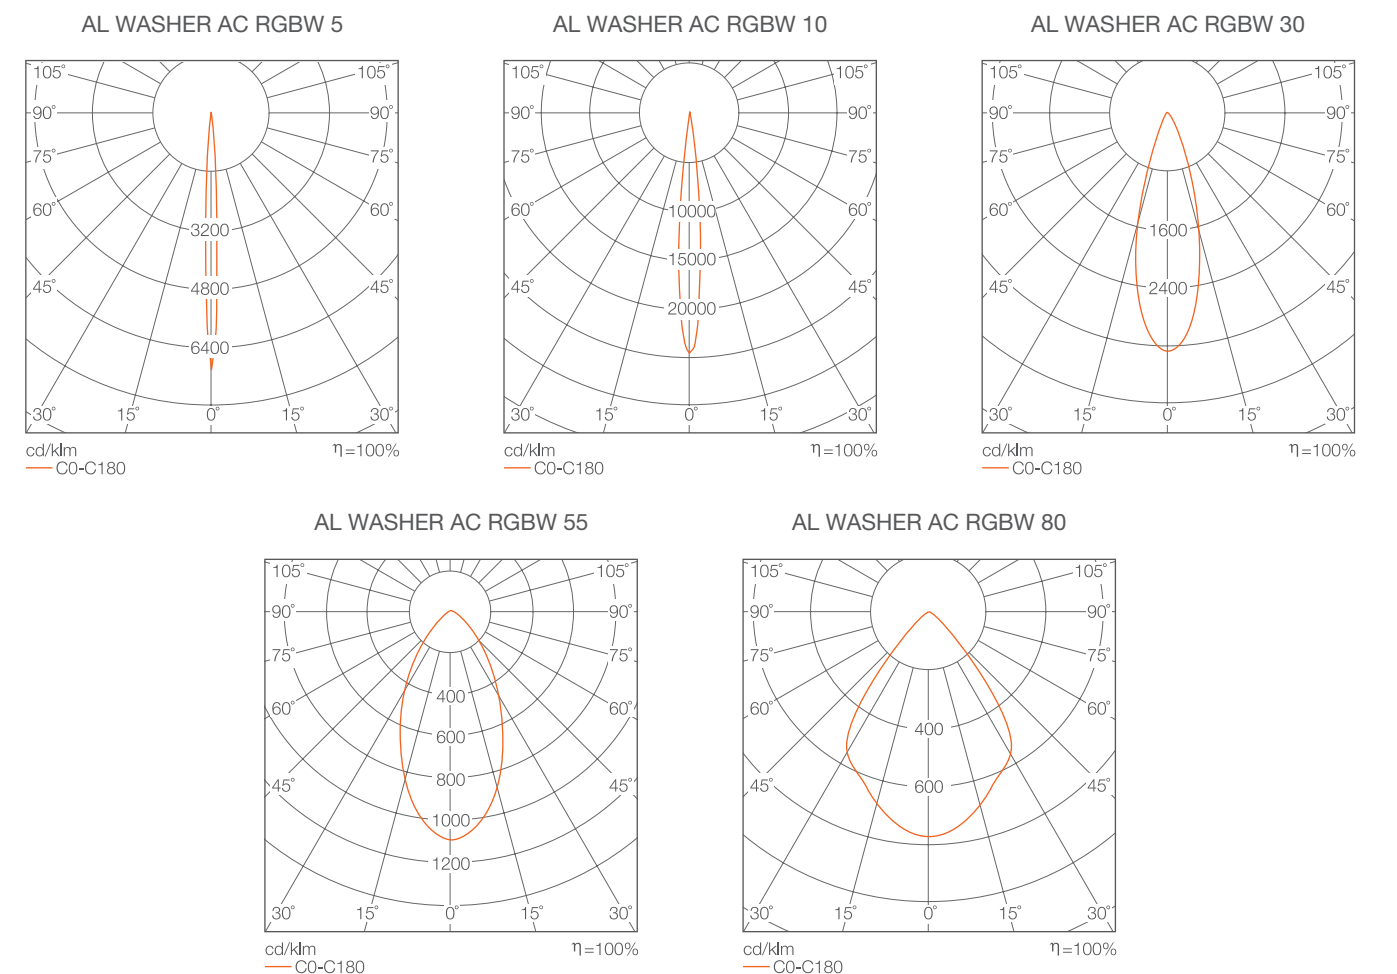 AL WASHER AC RGBW 5
105° 105°
90° 90°
75° 75°
60° 60°
3200
45° 4800 45°
6400
30° 15° 0° 15° 30°
cd/klm η=100%
C0-C180
AL WASHER AC RGBW 10
105° 105°
90° 90°
75° 75°
60° 10000 60°
15000
45° 45°
20000
30° 15° 0° 15° 30°
cd/klm η=100%
C0-C180
AL WASHER AC RGBW 30
105° 105°
90° 90°
75° 75°
60° 60°
1600
45° 2400 45°
30° 15° 0° 15° 30°
cd/klm η=100%
C0-C180
AL WASHER AC RGBW 55
105° 105°
90° 90°
75° 75°
400
60° 60°
600
45° 800 45°
1000
1200
30° 15° 0° 15° 30°
cd/klm η=100%
C0-C180
AL WASHER AC RGBW 80
105° 105°
90° 90°
75° 75°
60° 60°
400
45° 600 45°
30° 15° 0° 15° 30°
cd/klm η=100%
C0-C180